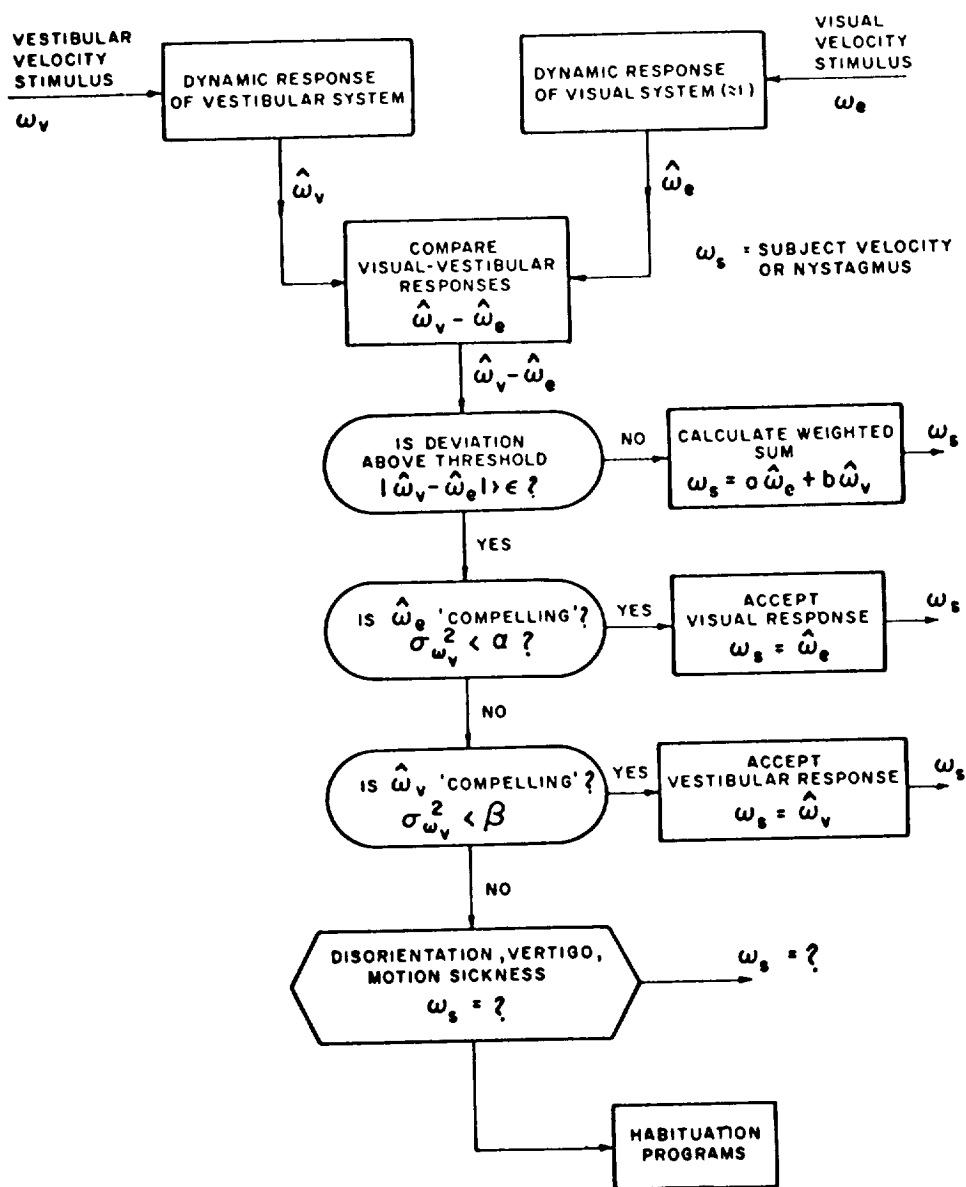 VESTIBULAR
VELOCITY
STIMULUS
ω_v
DYNAMIC RESPONSE
OF VESTIBULAR SYSTEM
VISUAL
VELOCITY
STIMULUS
ω_e
DYNAMIC RESPONSE
OF VISUAL SYSTEM (≈1)
ω̂_v
ω̂_e
COMPARE
VISUAL-VESTIBULAR
RESPONSES
ω̂_v - ω̂_e
ω_s = SUBJECT VELOCITY
OR NYSTAGMUS
ω̂_v - ω̂_e
IS DEVIATION
ABOVE THRESHOLD
|ω̂_v - ω̂_e| > ϵ ?
NO
CALCULATE WEIGHTED
SUM
ω_s = a ω̂_e + b ω̂_v
ω_s
YES
IS ω̂_e 'COMPELLING'?
σ²_ω_v < α ?
YES
ACCEPT
VISUAL RESPONSE
ω_s = ω̂_e
ω_s
NO
IS ω̂_v 'COMPELLING'?
σ²_ω_v < β
YES
ACCEPT
VESTIBULAR RESPONSE
ω_s = ω̂_v
ω_s
NO
DISORIENTATION, VERTIGO,
MOTION SICKNESS
ω_s = ?
ω_s = ?
HABITUATION
PROGRAMS